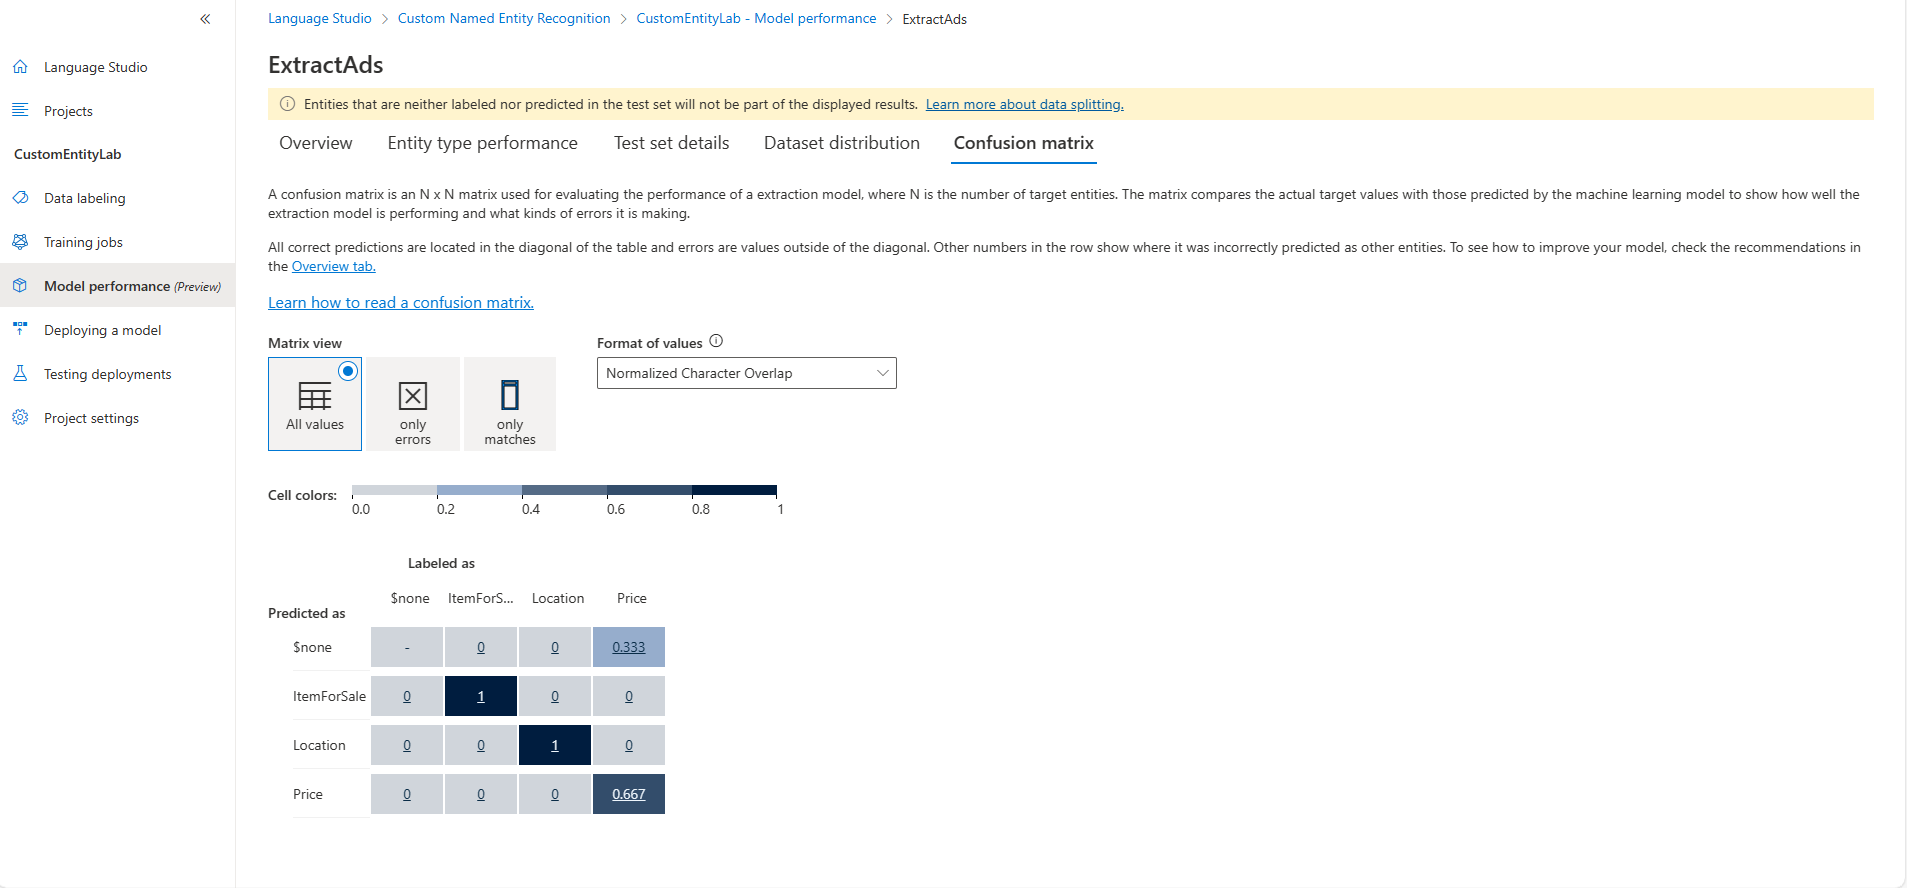 Language Studio > Custom Named Entity Recognition > CustomEntityLab - Model performance > ExtractAds
Language Studio
Projects
CustomEntityLab
Data labeling
Training jobs
Model performance (Preview)
Deploying a model
Testing deployments
Project settings
ExtractAds
Entities that are neither labeled nor predicted in the test set will not be part of the displayed results. Learn more about data splitting.
Overview Entity type performance Test set details Dataset distribution Confusion matrix
A confusion matrix is an N x N matrix used for evaluating the performance of a extraction model, where N is the number of target entities. The matrix compares the actual target values with those predicted by the machine learning model to show how well the
extraction model is performing and what kinds of errors it is making.
All correct predictions are located in the diagonal of the table and errors are values outside of the diagonal. Other numbers in the row show where it was incorrectly predicted as other entities. To see how to improve your model, check the recommendations in
the Overview tab.
Learn how to read a confusion matrix.
Matrix view
All values
only
errors
only
matches
Format of values
Normalized Character Overlap
Cell colors:
0.0 0.2 0.4 0.6 0.8 1
Labeled as
$none ItemForS... Location Price
Predicted as
$none - 0 0 0.333
ItemForSale 0 1 0 0
Location 0 0 1 0
Price 0 0 0 0.667